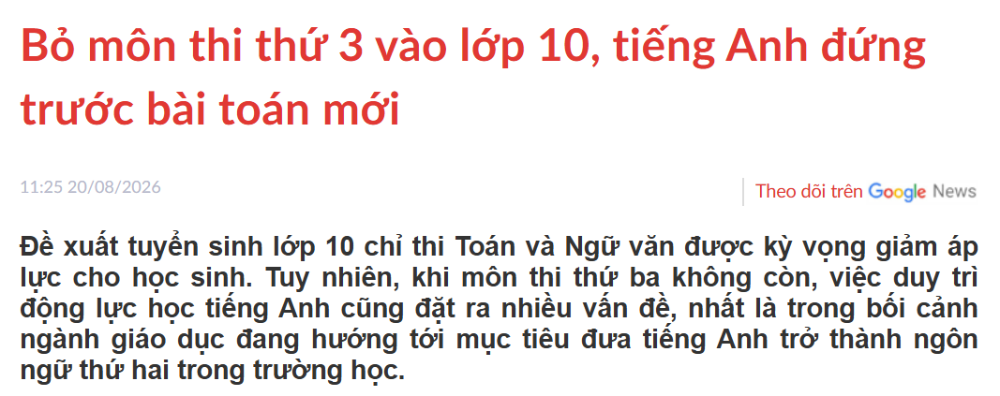 Bỏ môn thi thứ 3 vào lớp 10, tiếng Anh đứng
trước bài toán mới
11:25 20/08/2026
Theo dõi trên Google News
Đề xuất tuyển sinh lớp 10 chỉ thi Toán và Ngữ văn được kỳ vọng giảm áp
lực cho học sinh. Tuy nhiên, khi môn thi thứ ba không còn, việc duy trì
động lực học tiếng Anh cũng đặt ra nhiều vấn đề, nhất là trong bối cảnh
ngành giáo dục đang hướng tới mục tiêu đưa tiếng Anh trở thành ngôn
ngữ thứ hai trong trường học.